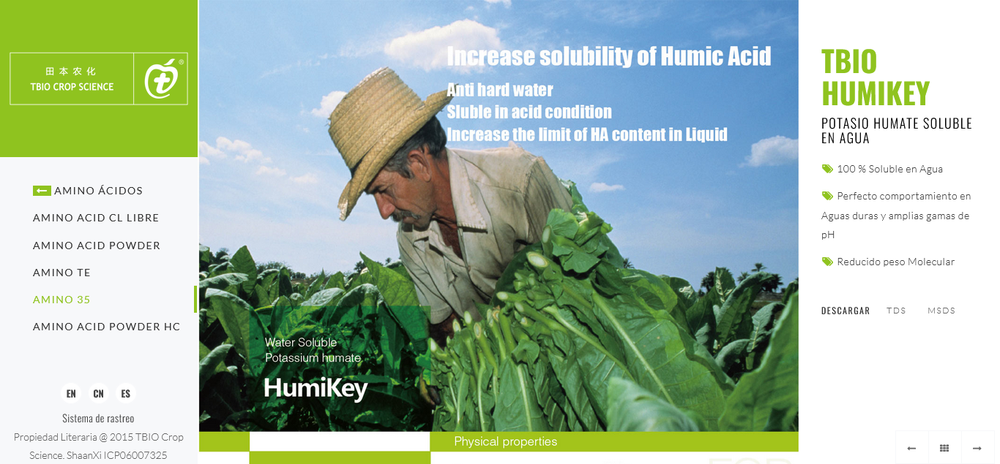 田本农化
TBIO CROP SCIENCE
®
AMINO ÁCIDOS
AMINO ACID CL LIBRE
AMINO ACID POWDER
AMINO TE
AMINO 35
AMINO ACID POWDER HC
EN CN ES
Sistema de rastreo
Propiedad Literaria @ 2015 TBIO Crop
Science. ShaanXi ICP06007325
Increase solubility of Humic Acid
Anti hard water
Sluble in acid condition
Increase the limit of HA content in Liquid
Water Soluble
Potassium humate
HumiKey
Physical properties
TBIO
HUMIKEY
POTASIO HUMATE SOLUBLE
EN AGUA
100 % Soluble en Agua
Perfecto comportamiento en
Aguas duras y amplias gamas de
pH
Reducido peso Molecular
DESCARGAR TDS MSDS